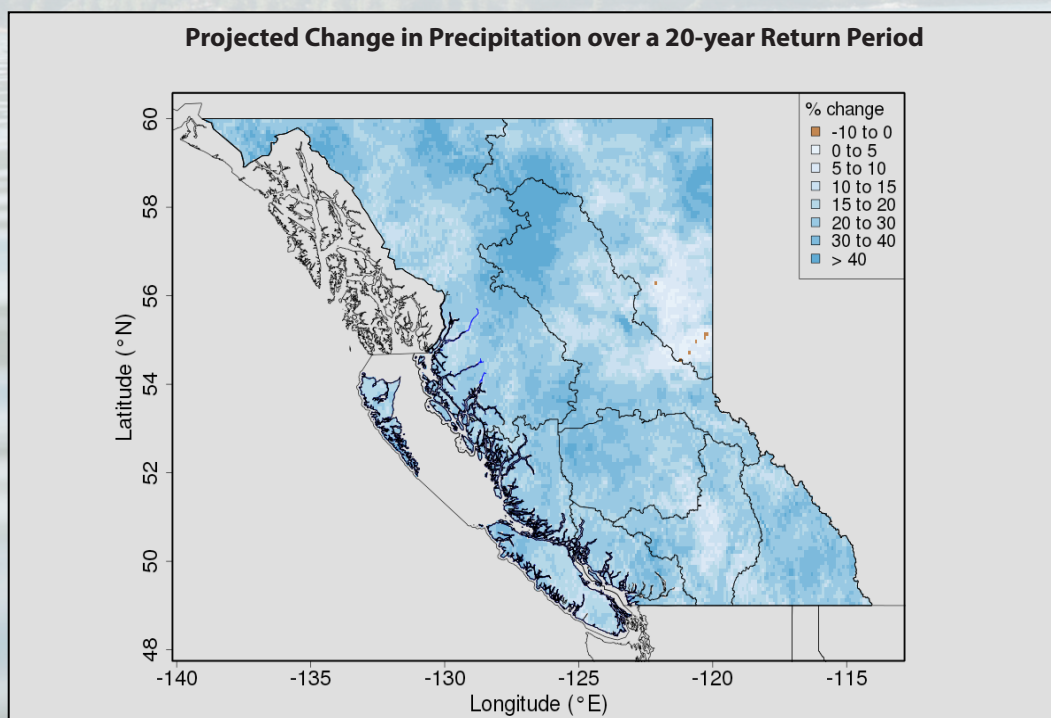 Projected Change in Precipitation over a 20-year Return Period
% change
-10 to 0
0 to 5
5 to 10
10 to 15
15 to 20
20 to 30
30 to 40
> 40
Latitude (°N)
60
58
56
54
52
50
48
-140 -135 -130 -125 -120 -115
Longitude (°E)